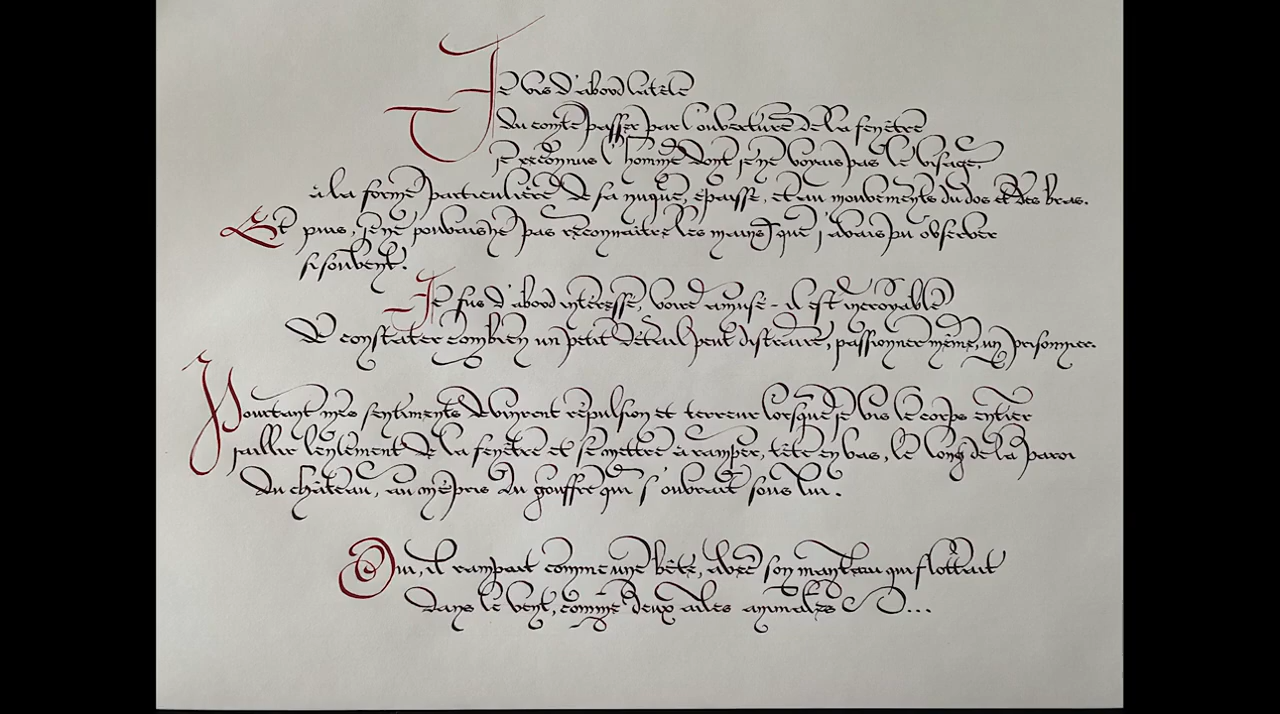 Je vis d'abord la tête
du comte passer par l'ouverture de la fenêtre
je reconnus l'homme dont je ne voyais pas le visage,
à la forme particulière de sa nuque, épaisse, et au mouvements du dos et des bras.
Et puis, je ne pouvais ne pas reconnaitre les mains que j'avais pu observer
si souvent.
Je fus d'abord intéressé, voire amusé - il est incroyable
de constater combien un petit détail peut distraire, passionner même, un prisonnier.
Pourtant mes sentiments devinrent répulsion et terreur lorsque je vis le corps entier
jaillir lentement de la fenêtre et se mettre à ramper, tête en bas, le long de la paroi
du château, au mépris du gouffre qui s'ouvrait sous lui.
Oui, il rampait comme une bête, avec son manteau qui flottait
dans le vent, comme deux ailes animales ...